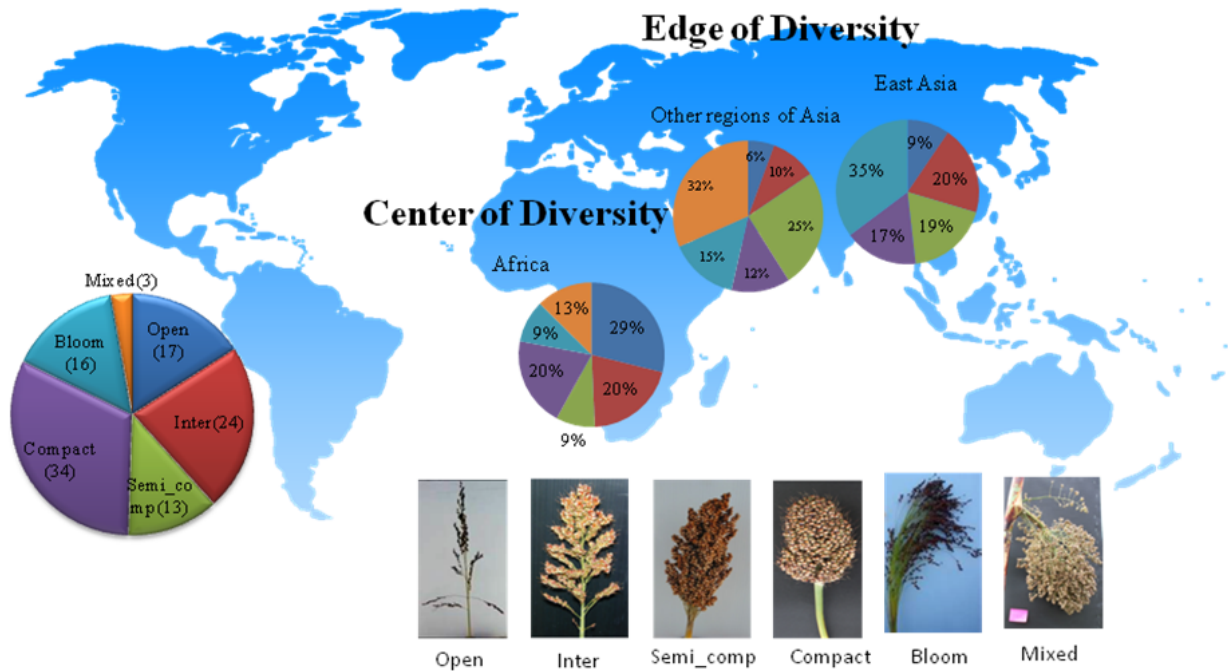 Edge of Diversity
East Asia
Other regions of Asia
9%
20%
19%
17%
35%
6%
10%
25%
12%
15%
32%
Center of Diversity
Africa
29%
20%
9%
20%
9%
13%
Mixed(3)
Open
(17)
Inter(24)
Semi_co
mp(13)
Compact
(34)
Bloom
(16)
Open
Inter
Semi_comp
Compact
Bloom
Mixed